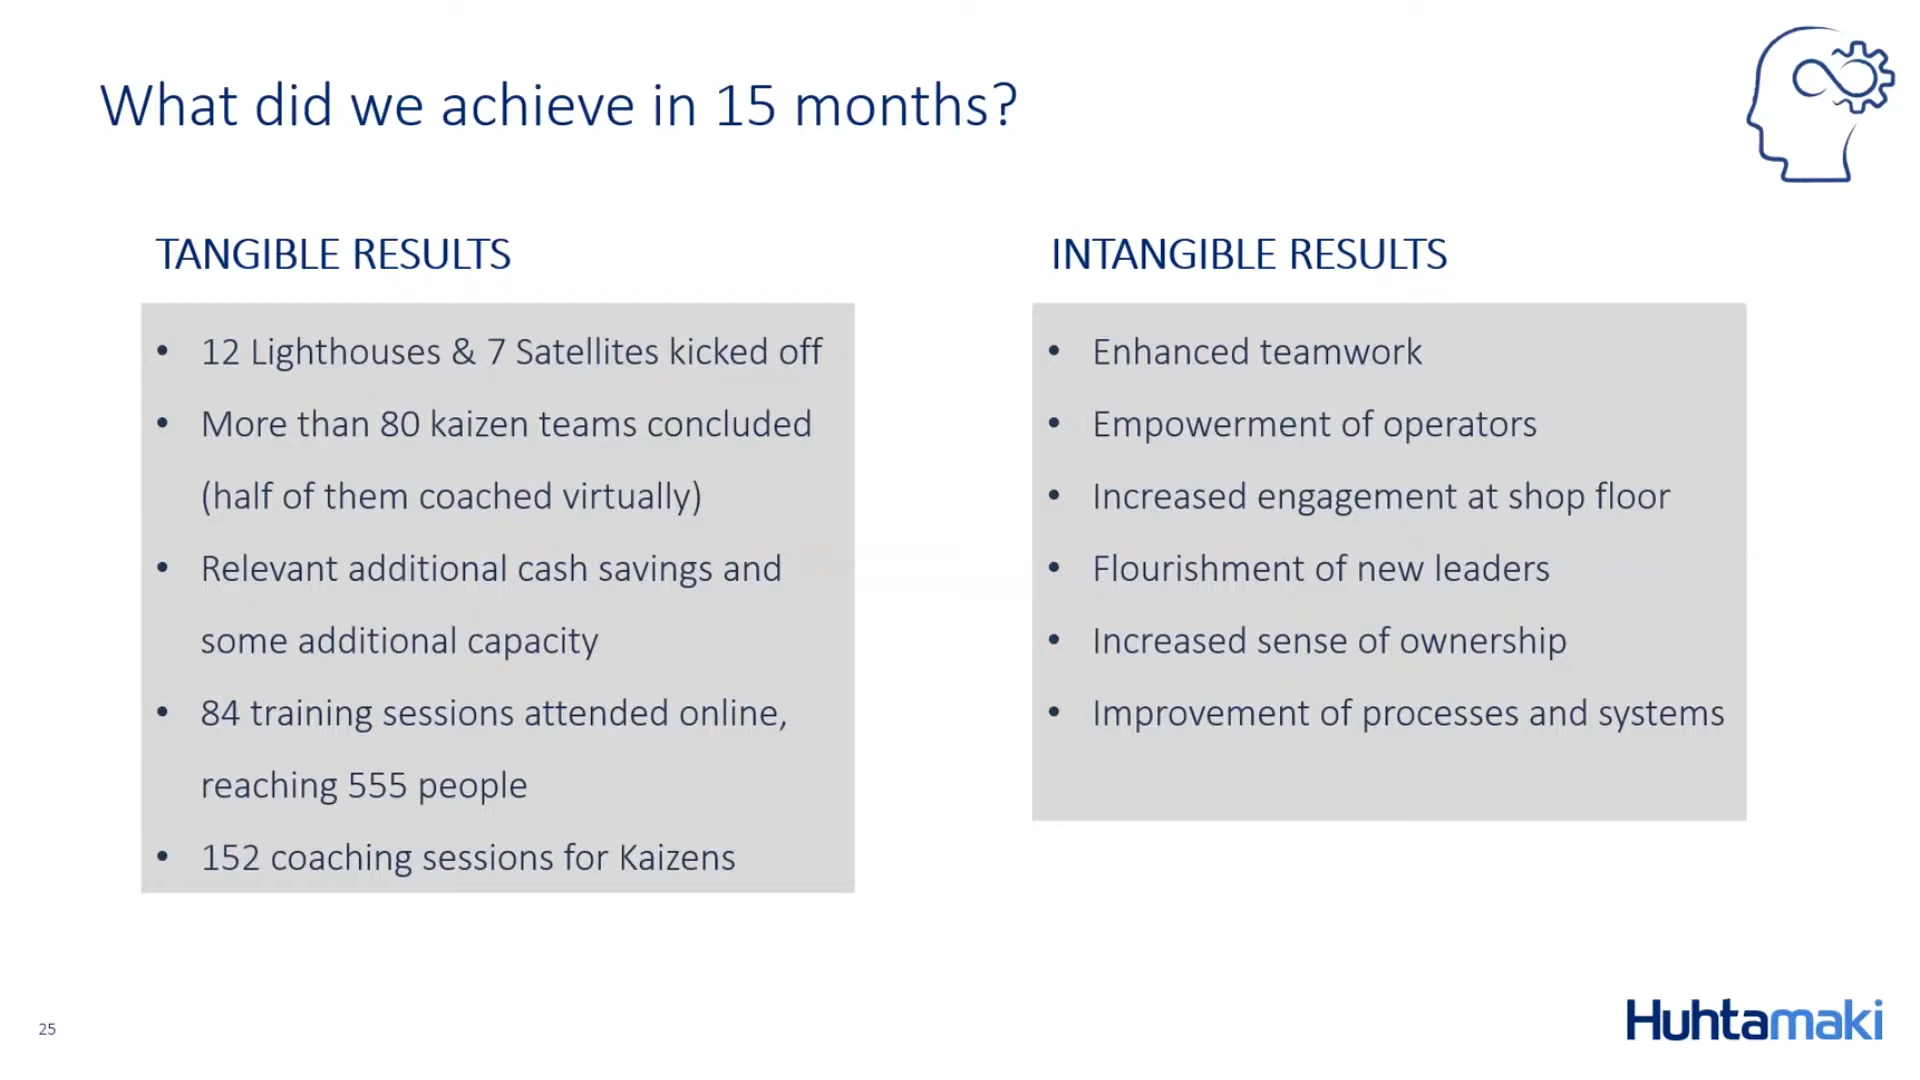 What did we achieve in 15 months?
TANGIBLE RESULTS
• 12 Lighthouses & 7 Satellites kicked off
• More than 80 kaizen teams concluded
(half of them coached virtually)
• Relevant additional cash savings and
some additional capacity
• 84 training sessions attended online,
reaching 555 people
• 152 coaching sessions for Kaizens
INTANGIBLE RESULTS
• Enhanced teamwork
• Empowerment of operators
• Increased engagement at shop floor
• Flourishment of new leaders
• Increased sense of ownership
• Improvement of processes and systems
25
Huhtamaki